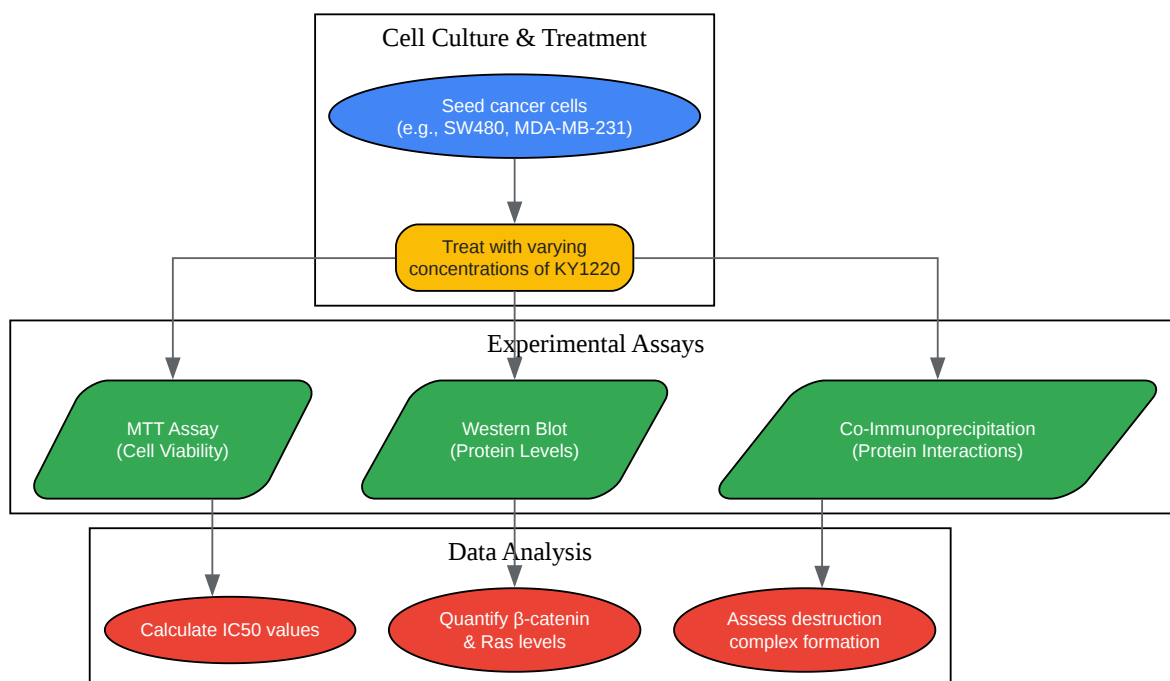 Cell Culture & Treatment
Seed cancer cells
(e.g., SW480, MDA-MB-231)
Treat with varying
concentrations of KY1220
Experimental Assays
MTT Assay
(Cell Viability)
Western Blot
(Protein Levels)
Co-Immunoprecipitation
(Protein Interactions)
Data Analysis
Calculate IC50 values
Quantify β-catenin
& Ras levels
Assess destruction
complex formation